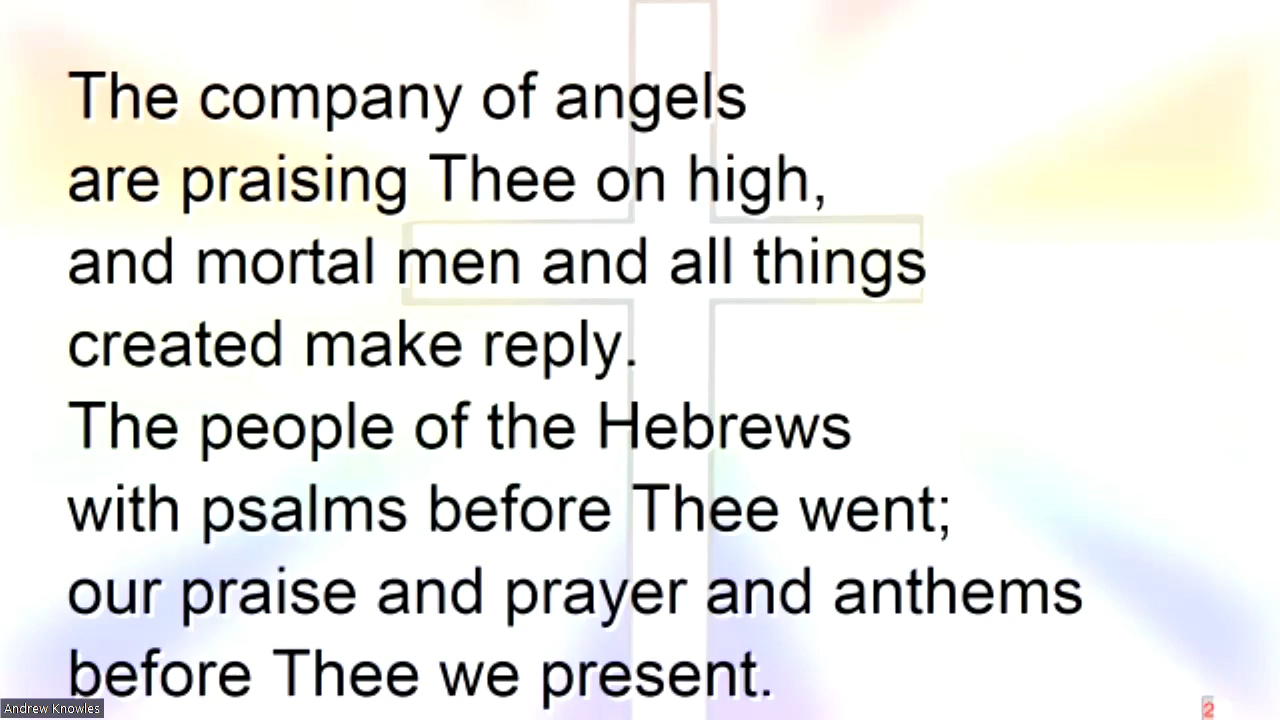 The company of angels
are praising Thee on high,
and mortal men and all things
created make reply.
The people of the Hebrews
with psalms before Thee went;
our praise and prayer and anthems
before Thee we present.
Andrew Knowles
2